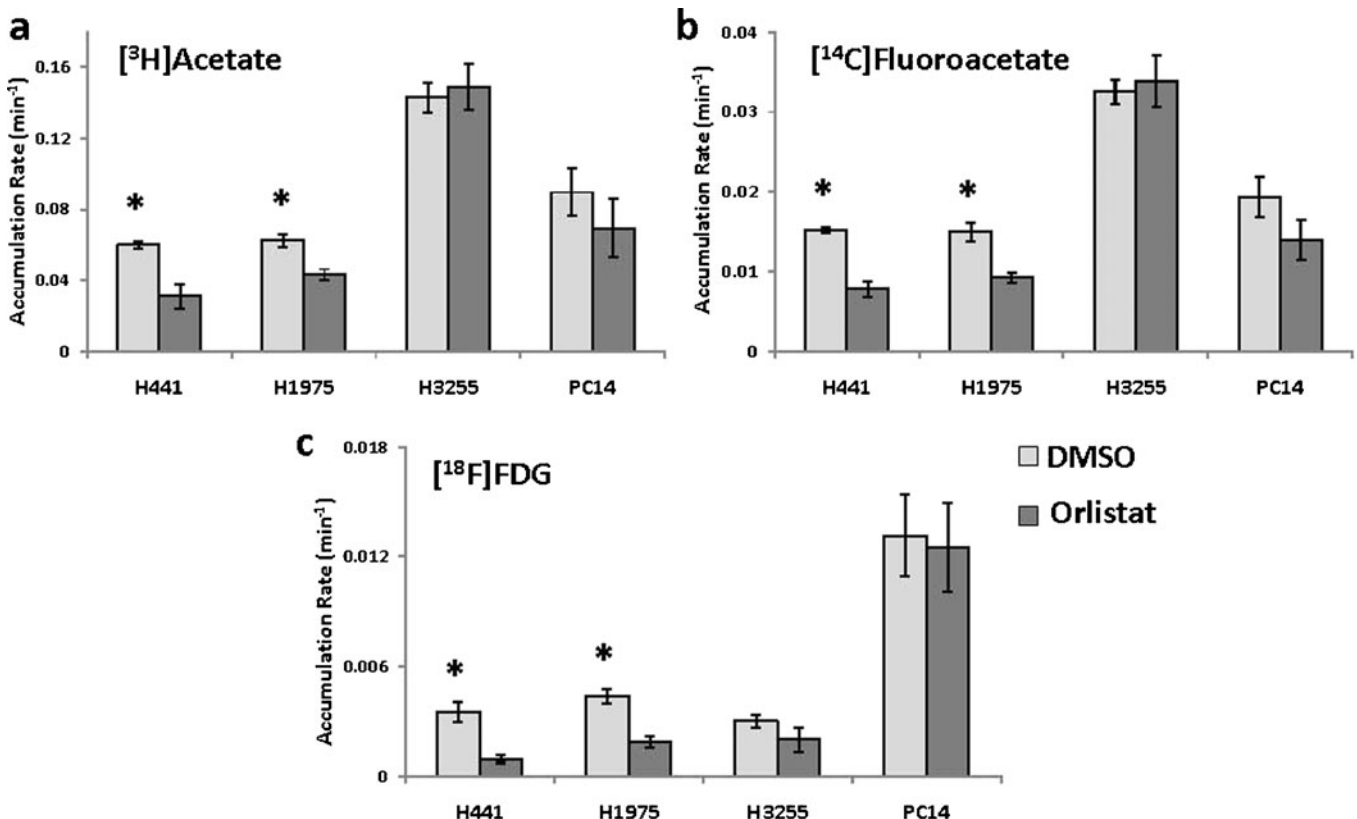 a
[³H]Acetate
Accumulation Rate (min⁻¹)
0.16
0.12
0.08
0.04
0
*
*
H441 H1975 H3255 PC14
b
[¹⁴C]Fluoroacetate
Accumulation Rate (min⁻¹)
0.04
0.03
0.02
0.01
0
*
*
H441 H1975 H3255 PC14
c
[¹⁸F]FDG
Accumulation Rate (min⁻¹)
0.018
0.012
0.006
0
*
*
H441 H1975 H3255 PC14
DMSO
Orlistat